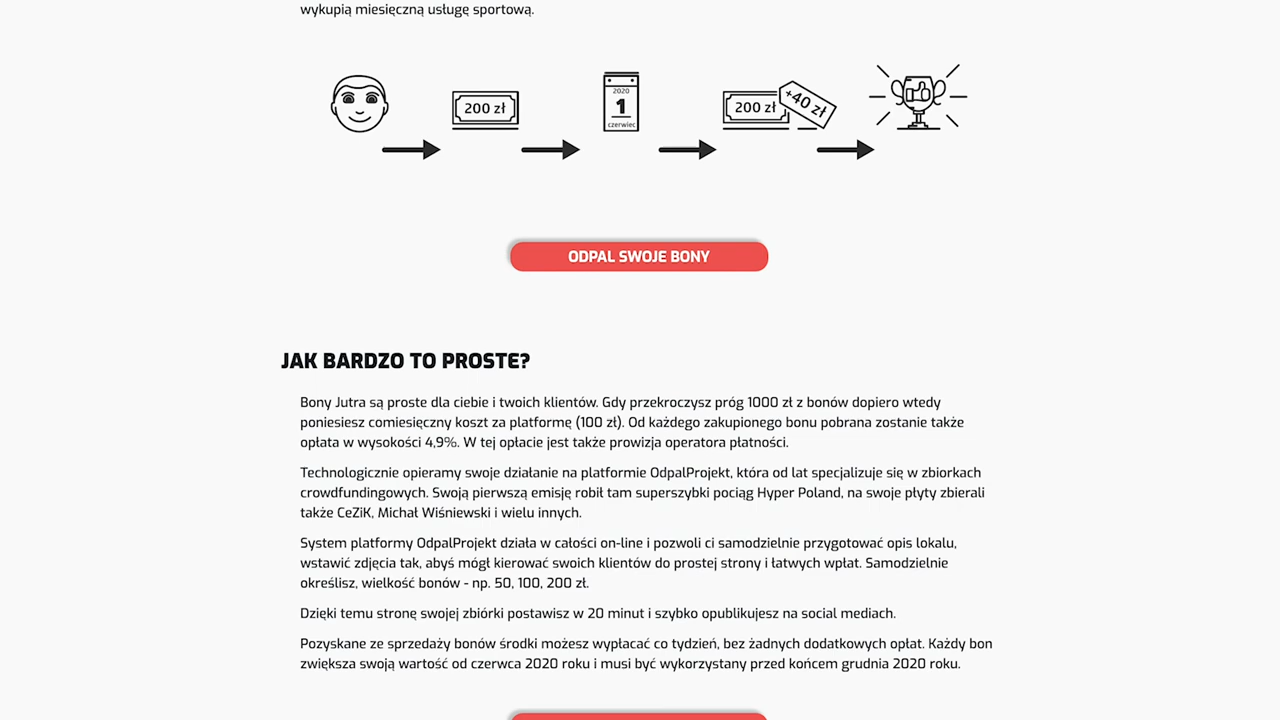 wykupią miesięczną usługę sportową.
200 zł
2020
1
czerwiec
200 zł
+40 zł
ODPAL SWOJE BONY
JAK BARDZO TO PROSTE?
Bony Jutra są proste dla ciebie i twoich klientów. Gdy przekroczysz próg 1000 zł z bonów dopiero wtedy
poniesiesz comiesięczny koszt za platformę (100 zł). Od każdego zakupionego bonu pobrana zostanie także
opłata w wysokości 4,9%. W tej opłacie jest także prowizja operatora płatności.
Technologicznie opieramy swoje działanie na platformie OdpalProjekt, która od lat specjalizuje się w zbiorkach
crowdfundingowych. Swoją pierwszą emisję robił tam superszybki pociąg Hyper Poland, na swoje płyty zbierali
także CeZiK, Michał Wiśniewski i wielu innych.
System platformy OdpalProjekt działa w całości on-line i pozwoli ci samodzielnie przygotować opis lokalu,
wstawić zdjęcia tak, abyś mógł kierować swoich klientów do prostej strony i łatwych wpłat. Samodzielnie
określisz, wielkość bonów - np. 50, 100, 200 zł.
Dzięki temu stronę swojej zbiórki postawisz w 20 minut i szybko opublikujesz na social mediach.
Pozyskane ze sprzedaży bonów środki możesz wypłacać co tydzień, bez żadnych dodatkowych opłat. Każdy bon
zwiększa swoją wartość od czerwca 2020 roku i musi być wykorzystany przed końcem grudnia 2020 roku.